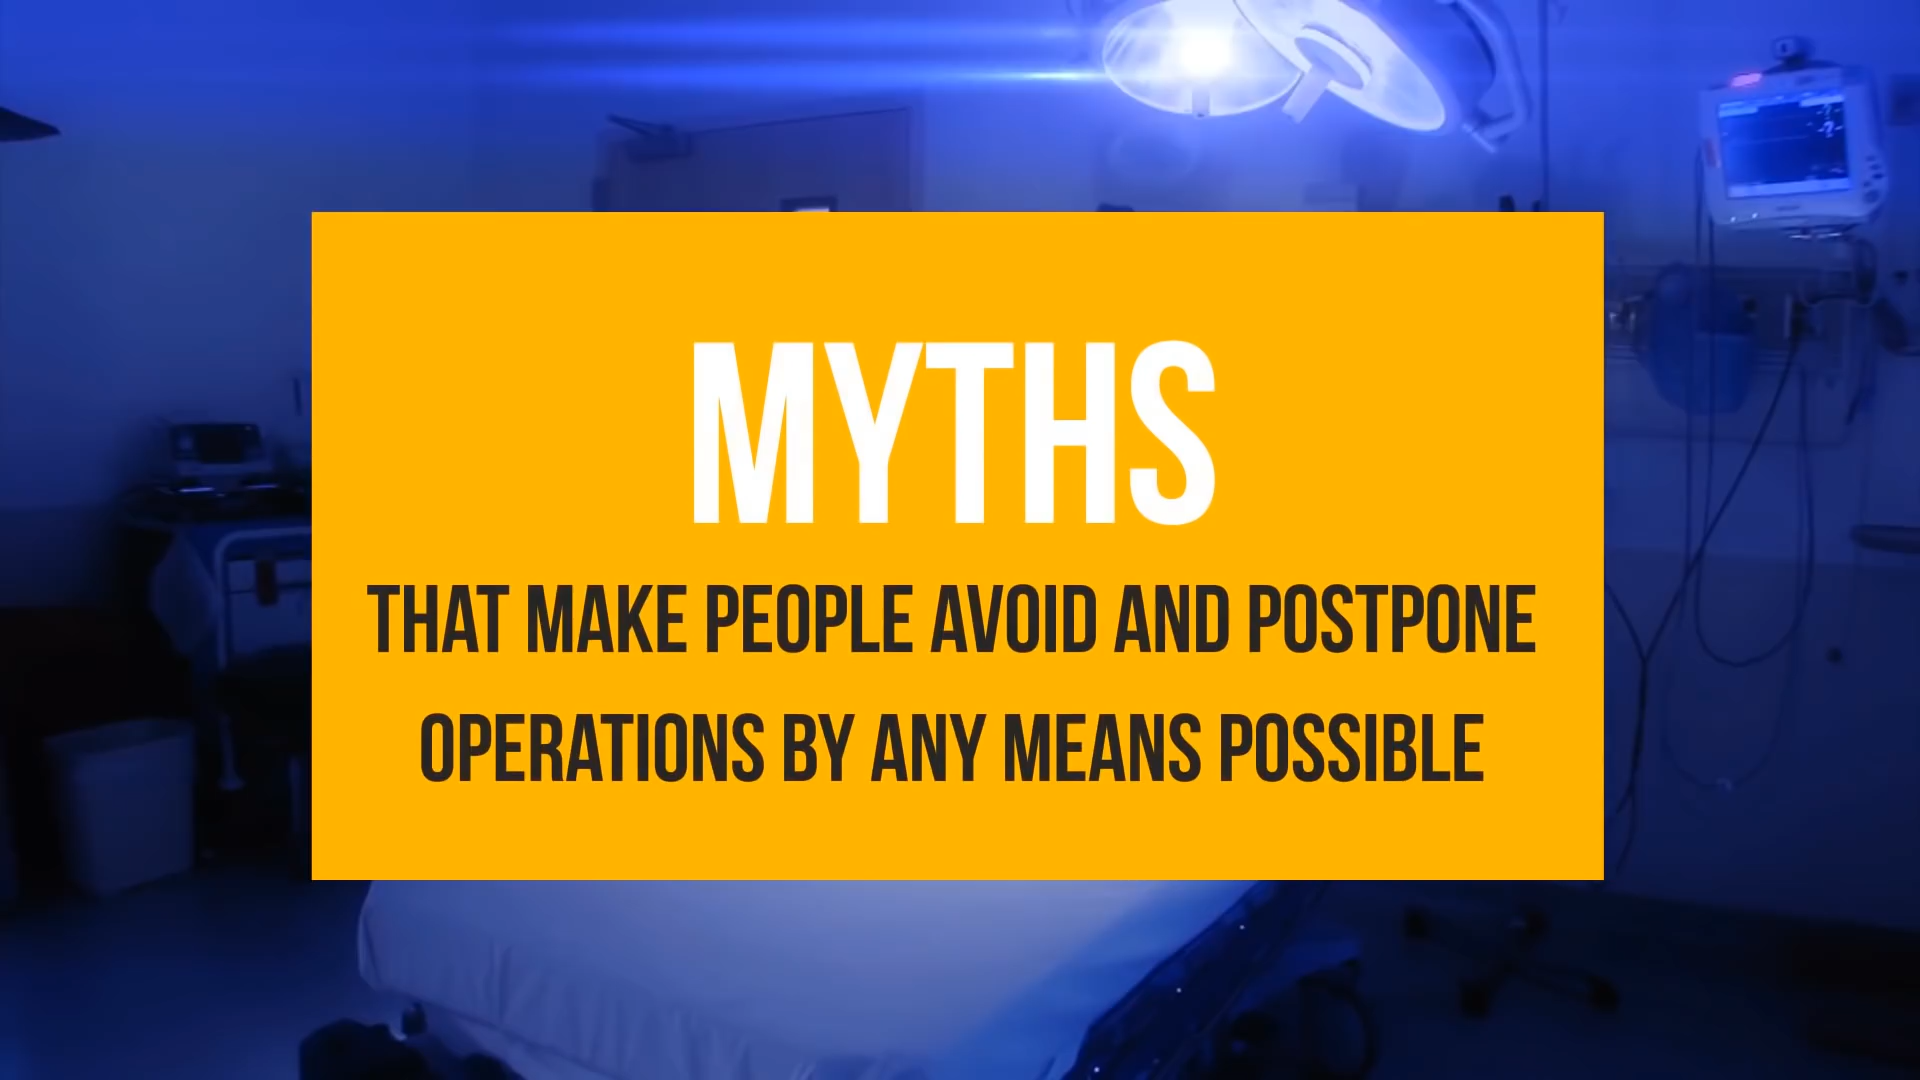 MYTHS
THAT MAKE PEOPLE AVOID AND POSTPONE
OPERATIONS BY ANY MEANS POSSIBLE